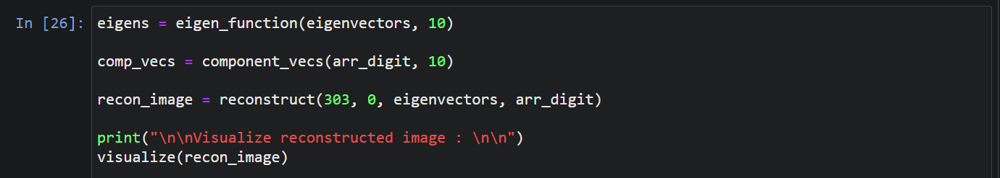 In [26]: eigens = eigen_function(eigenvectors, 10)
comp_vecs = component_vecs(arr_digit, 10)
recon_image = reconstruct(303, 0, eigenvectors, arr_digit)
print("\n\nVisualize reconstructed image : \n\n")
visualize(recon_image)